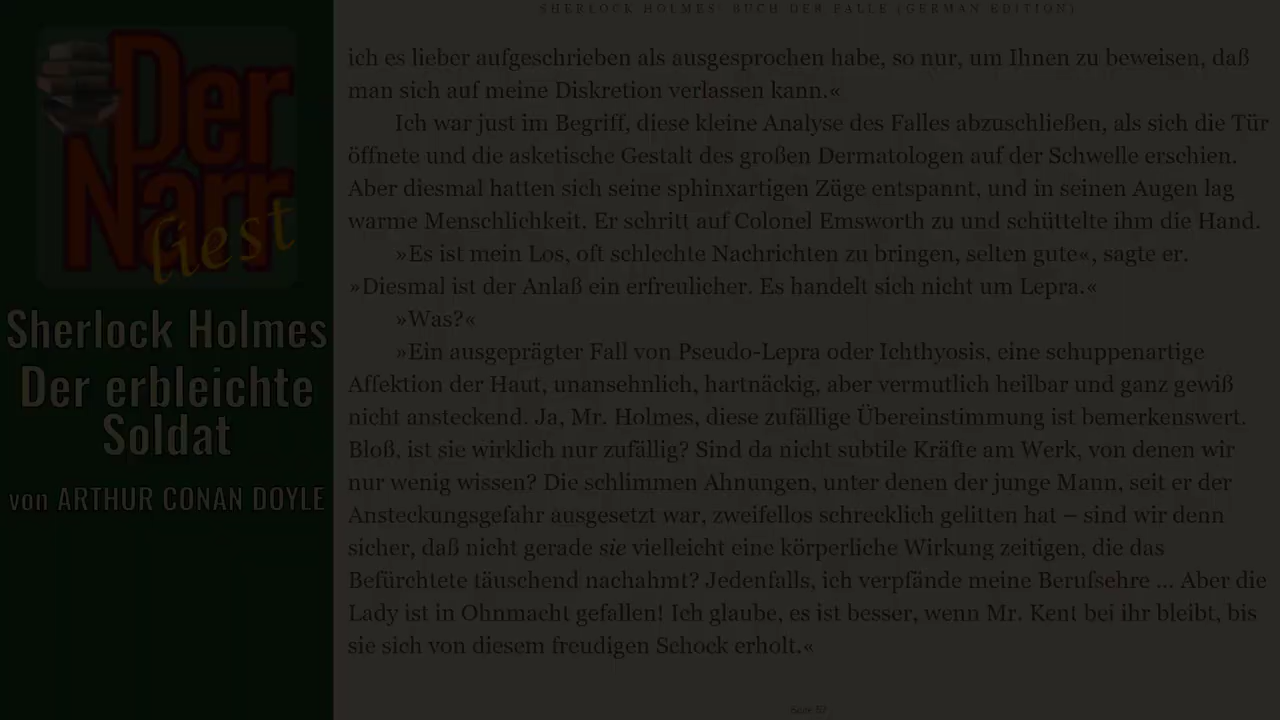 SHERLOCK HOLMES: BUCH DER FÄLLE (GERMAN EDITION)
Der
Narr
liest
Sherlock Holmes
Der erbleichte
Soldat
von ARTHUR CONAN DOYLE
ich es lieber aufgeschrieben als ausgesprochen habe, so nur, um Ihnen zu beweisen, daß
man sich auf meine Diskretion verlassen kann.«
Ich war just im Begriff, diese kleine Analyse des Falles abzuschließen, als sich die Tür
öffnete und die asketische Gestalt des großen Dermatologen auf der Schwelle erschien.
Aber diesmal hatten sich seine sphinxartigen Züge entspannt, und in seinen Augen lag
warme Menschlichkeit. Er schritt auf Colonel Emsworth zu und schüttelte ihm die Hand.
»Es ist mein Los, oft schlechte Nachrichten zu bringen, selten gute«, sagte er.
»Diesmal ist der Anlaß ein erfreulicher. Es handelt sich nicht um Lepra.«
»Was?«
»Ein ausgeprägter Fall von Pseudo-Lepra oder Ichthyosis, eine schuppenartige
Affektion der Haut, unansehnlich, hartnäckig, aber vermutlich heilbar und ganz gewiß
nicht ansteckend. Ja, Mr. Holmes, diese zufällige Übereinstimmung ist bemerkenswert.
Bloß, ist sie wirklich nur zufällig? Sind da nicht subtile Kräfte am Werk, von denen wir
nur wenig wissen? Die schlimmen Ahnungen, unter denen der junge Mann, seit er der
Ansteckungsgefahr ausgesetzt war, zweifellos schrecklich gelitten hat – sind wir denn
sicher, daß nicht gerade sie vielleicht eine körperliche Wirkung zeitigen, die das
Befürchtete täuschend nachahmt? Jedenfalls, ich verpfände meine Berufsehre ... Aber die
Lady ist in Ohnmacht gefallen! Ich glaube, es ist besser, wenn Mr. Kent bei ihr bleibt, bis
sie sich von diesem freudigen Schock erholt.«